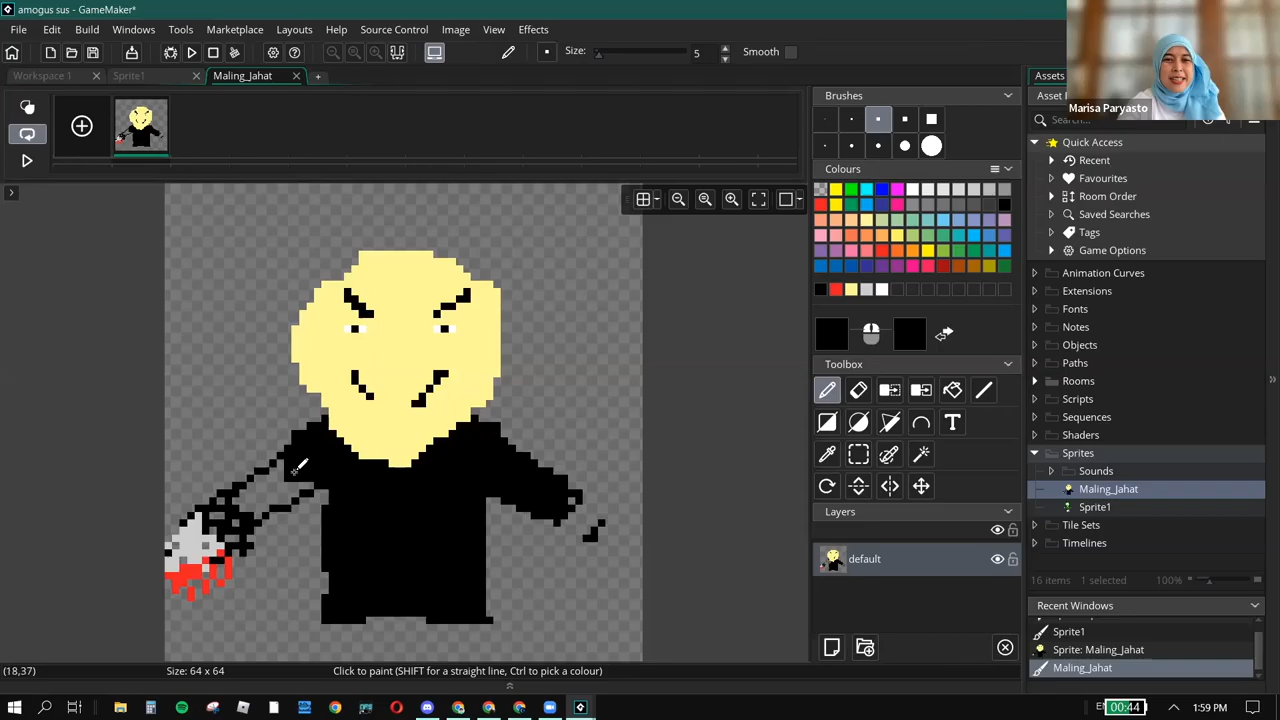 amogus sus - GameMaker*
File Edit Build Windows Tools Marketplace Layouts Help Source Control Image View Effects
Size: 5 Smooth
Workspace 1 Sprite1 Maling_Jahat
Marisa Paryasto
Assets
Asset
Search...
Quick Access
Recent
Favourites
Room Order
Saved Searches
Tags
Game Options
Animation Curves
Extensions
Fonts
Notes
Objects
Paths
Rooms
Scripts
Sequences
Shaders
Sprites
Sounds
Maling_Jahat
Sprite1
Tile Sets
Timelines
16 items 1 selected 100%
Recent Windows
Sprite1
Sprite: Maling_Jahat
Maling_Jahat
Brushes
Colours
Toolbox
T
Layers
default
(18,37) Size: 64 x 64 Click to paint (SHIFT for a straight line, Ctrl to pick a colour)
00:44 1:59 PM